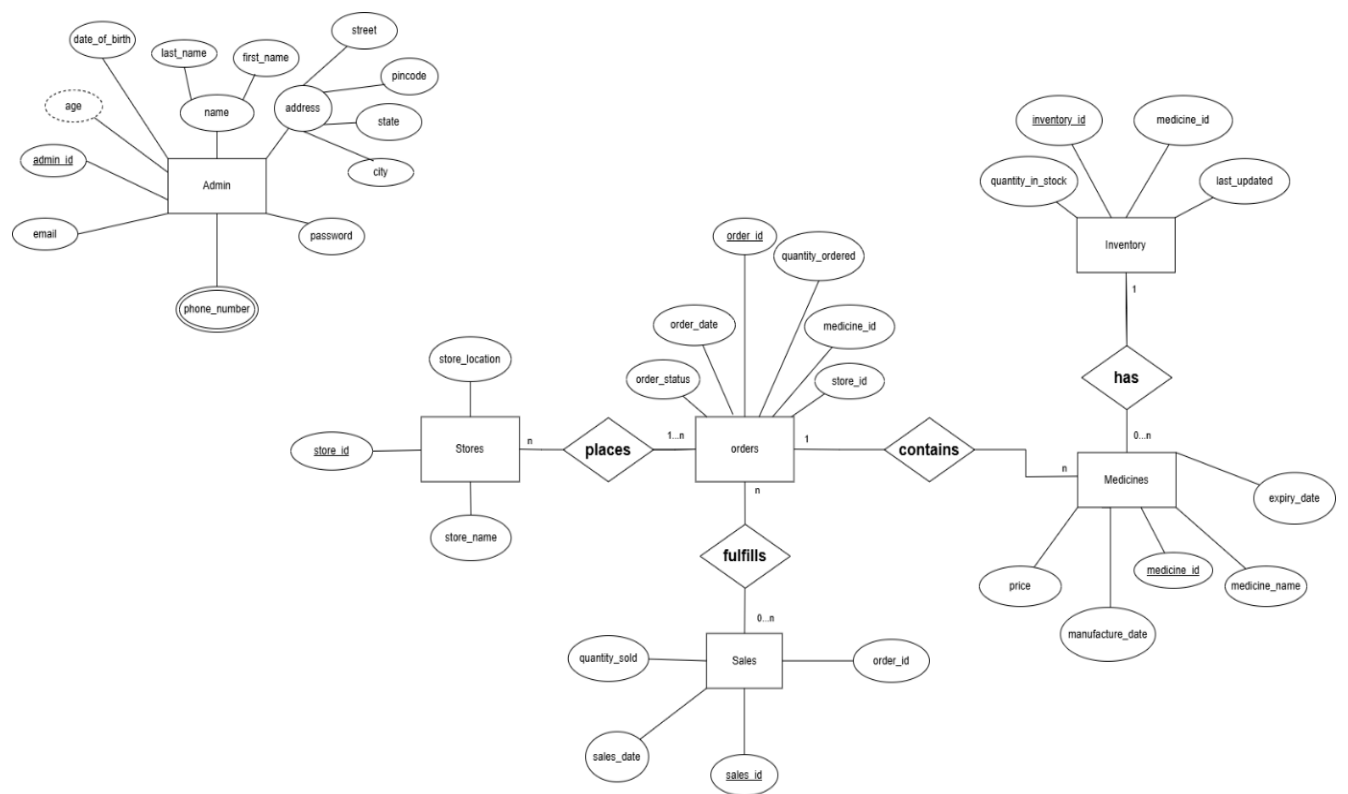 street
date_of_birth
last_name
first_name
pincode
age
name
address
state
admin_id
city
Admin
email
password
phone_number
inventory_id
medicine_id
quantity_in_stock
last_updated
Inventory
1
has
0...n
order_id
quantity_ordered
order_date
medicine_id
order_status
store_id
store_location
store_id
Stores
n
places
1...n
orders
1
contains
n
Medicines
expiry_date
store_name
n
fulfills
price
medicine_id
medicine_name
manufacture_date
0...n
quantity_sold
Sales
order_id
sales_date
sales_id